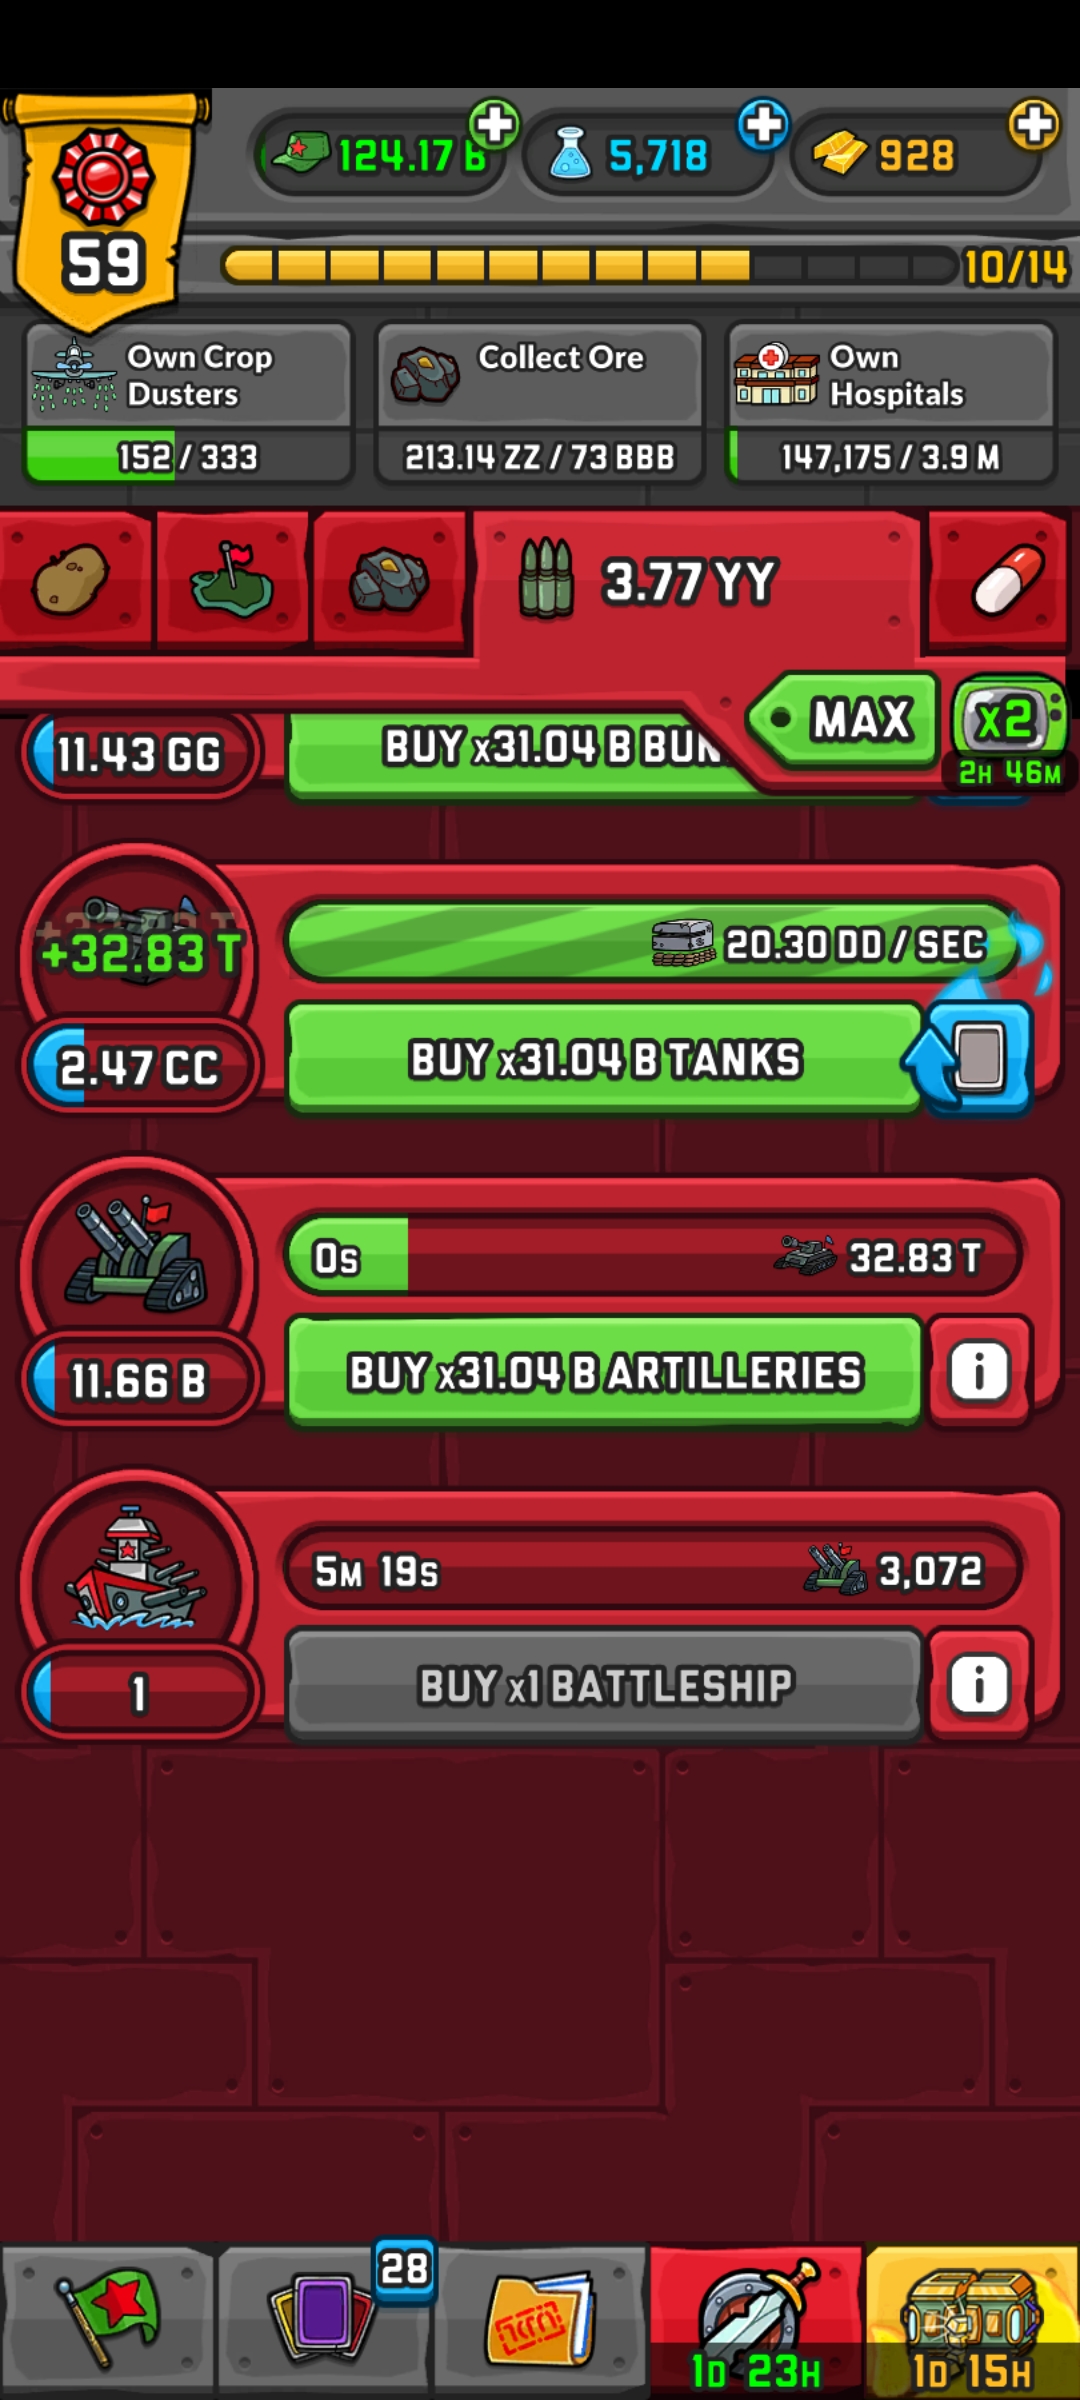 59
124.17 B
5,718
928
10/14
Own Crop
Dusters
152 / 333
Collect Ore
213.14 ZZ / 73 BBB
Own
Hospitals
147,175 / 3.9 M
3.77 YY
MAX
x2
2H 46M
11.43 GG
BUY x31.04 B
+32.83 T
20.30 DD / SEC
2.47 CC
BUY x31.04 B TANKS
0s
32.83 T
11.66 B
BUY x31.04 B ARTILLERIES
i
5M 19s
3,072
1
BUY x1 BATTLESHIP
i
28
1D 23H
1D 15H